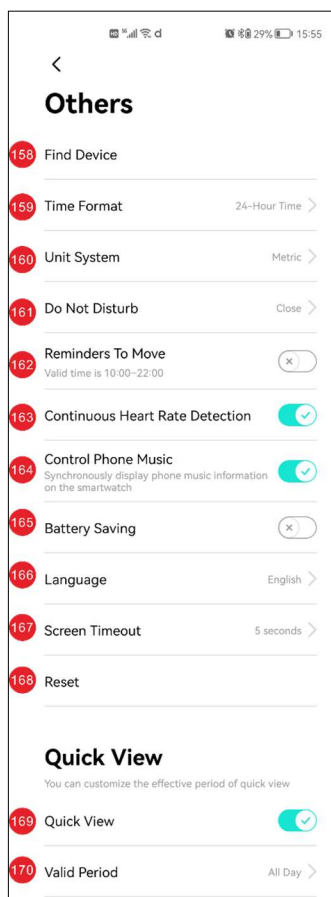 HD 5G d 29% 15:55
Others
158 Find Device
159 Time Format 24-Hour Time
160 Unit System Metric
161 Do Not Disturb Close
162 Reminders To Move
Valid time is 10:00-22:00
163 Continuous Heart Rate Detection
164 Control Phone Music
Synchronously display phone music information
on the smartwatch
165 Battery Saving
166 Language English
167 Screen Timeout 5 seconds
168 Reset
Quick View
You can customize the effective period of quick view
169 Quick View
170 Valid Period All Day